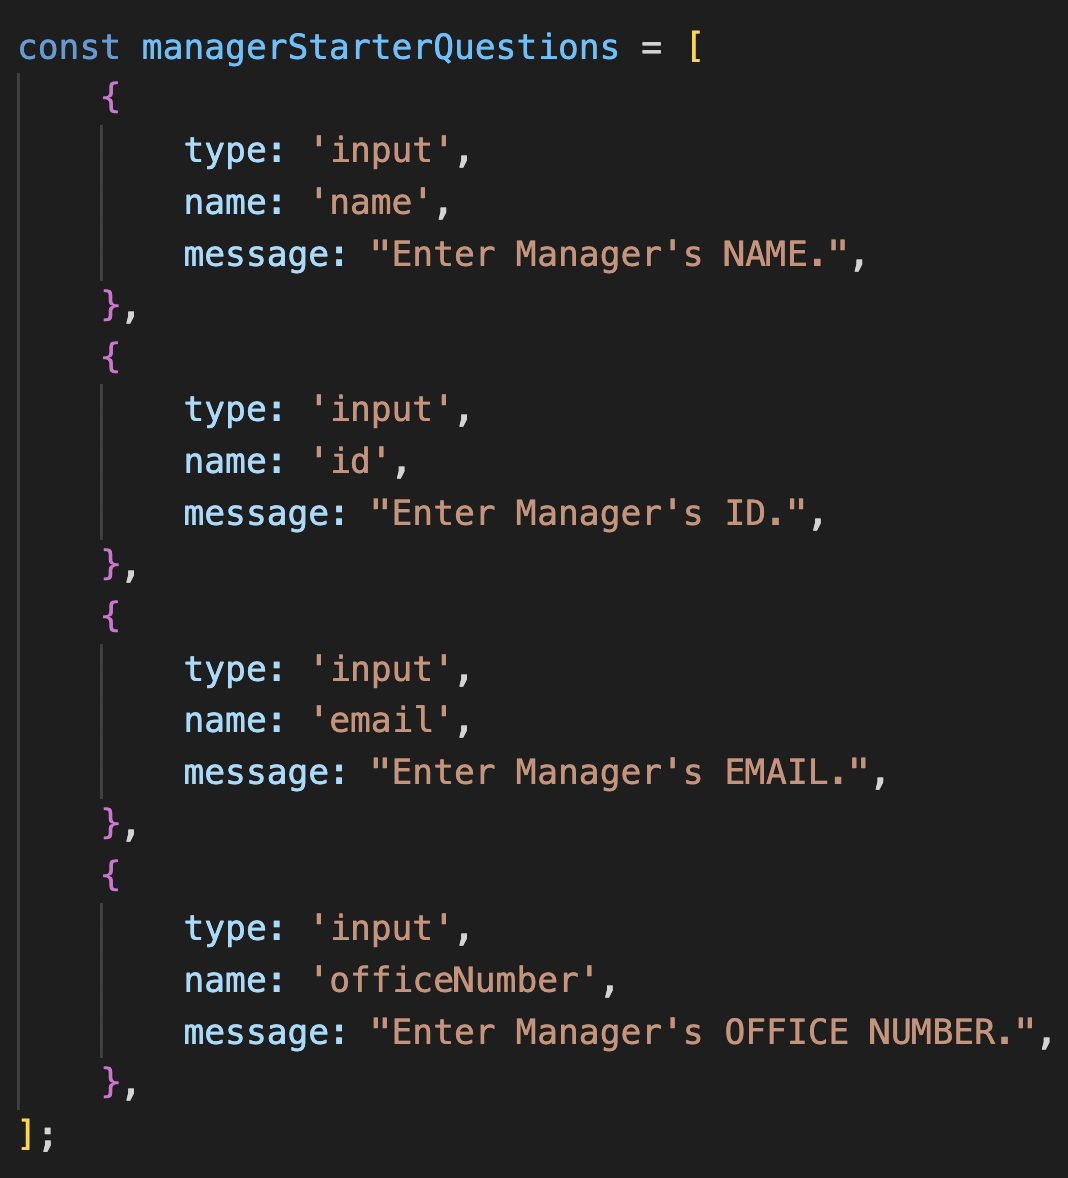 const managerStarterQuestions = [
    {
        type: 'input',
        name: 'name',
        message: "Enter Manager's NAME.",
    },
    {
        type: 'input',
        name: 'id',
        message: "Enter Manager's ID.",
    },
    {
        type: 'input',
        name: 'email',
        message: "Enter Manager's EMAIL.",
    },
    {
        type: 'input',
        name: 'officeNumber',
        message: "Enter Manager's OFFICE NUMBER.",
    },
];